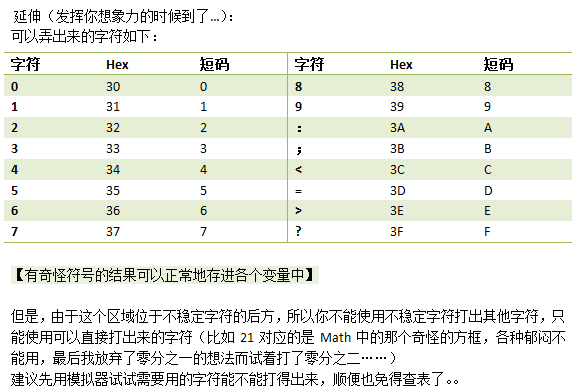 延伸（发挥你想象力的时候到了…）：
可以弄出来的字符如下：
字符 Hex 短码 字符 Hex 短码
0 30 0 8 38 8
1 31 1 9 39 9
2 32 2 : 3A A
3 33 3 ; 3B B
4 34 4 < 3C C
5 35 5 = 3D D
6 36 6 > 3E E
7 37 7 ? 3F F
【有奇怪符号的结果可以正常地存进各个变量中】
但是，由于这个区域位于不稳定字符的后方，所以你不能使用不稳定字符打出其他字符，只
能使用可以直接打出来的字符（比如 21 对应的是 Math 中的那个奇怪的方框，各种郁闷不
能用，最后我放弃了零分之一的想法而试着打了零分之二……）
建议先用模拟器试试需要用的字符能不能打得出来，顺便也免得查表了。。